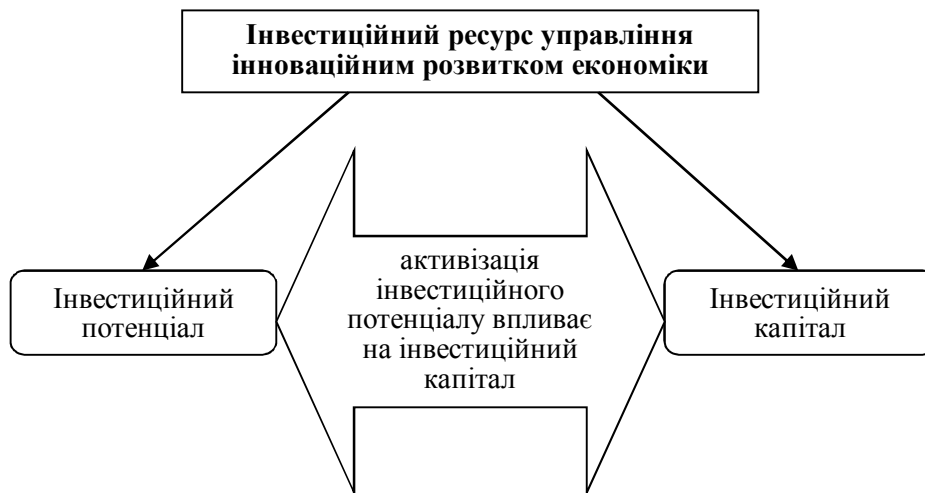 Інвестиційний ресурс управління
інноваційним розвитком економіки
Інвестиційний
потенціал
активізація
інвестиційного
потенціалу впливає
на інвестиційний
капітал
Інвестиційний
капітал